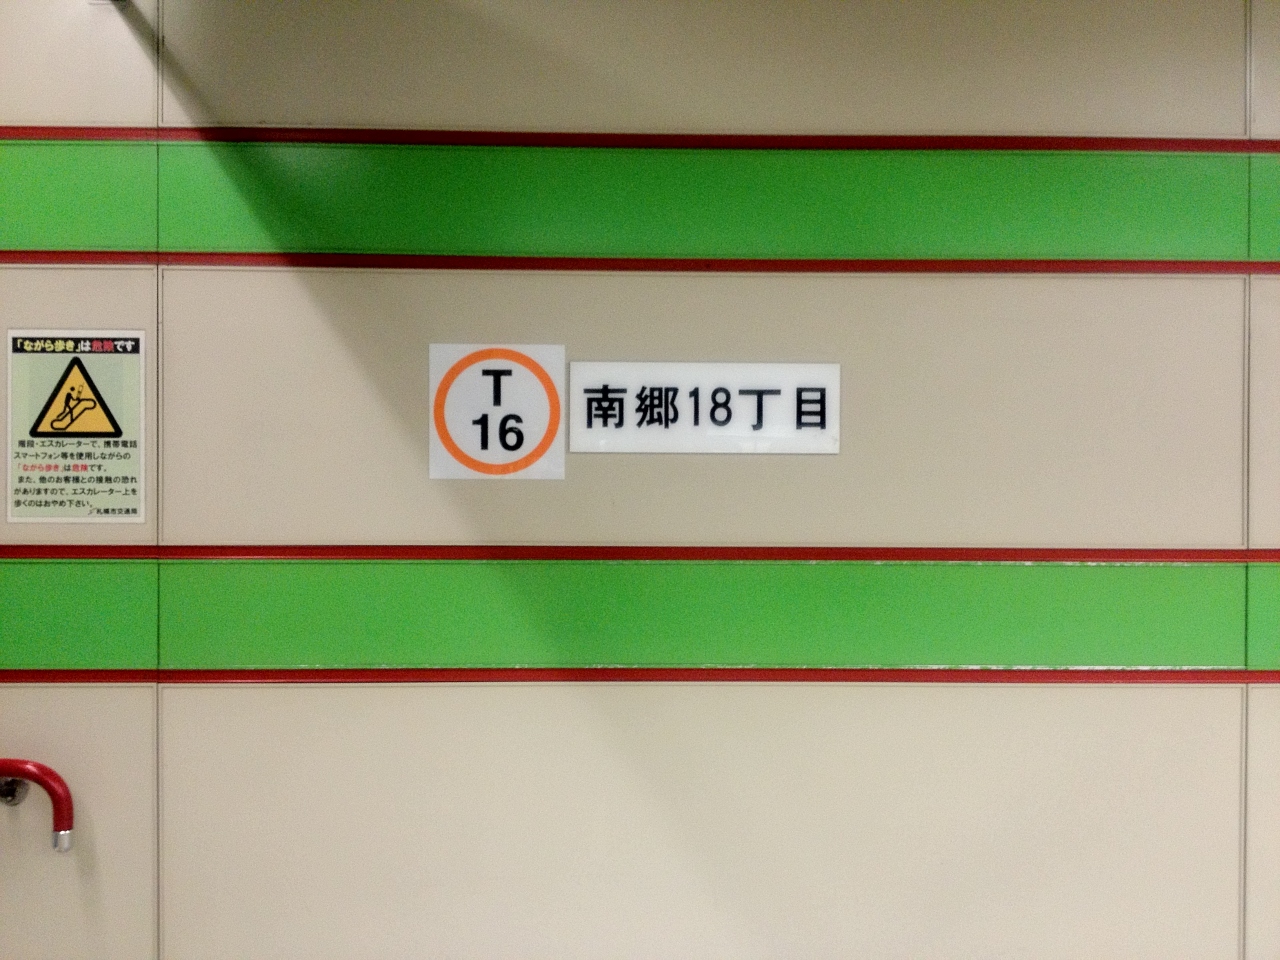 「ながら歩き」は危険です
階段・エスカレーターで、携帯電話
スマートフォン等を使用しながらの
「ながら歩き」は危険です。
また、他のお客様との接触の恐れ
がありますので、エスカレーター上を
歩くのはおやめ下さい。
札幌市交通局
T
16
南郷18丁目